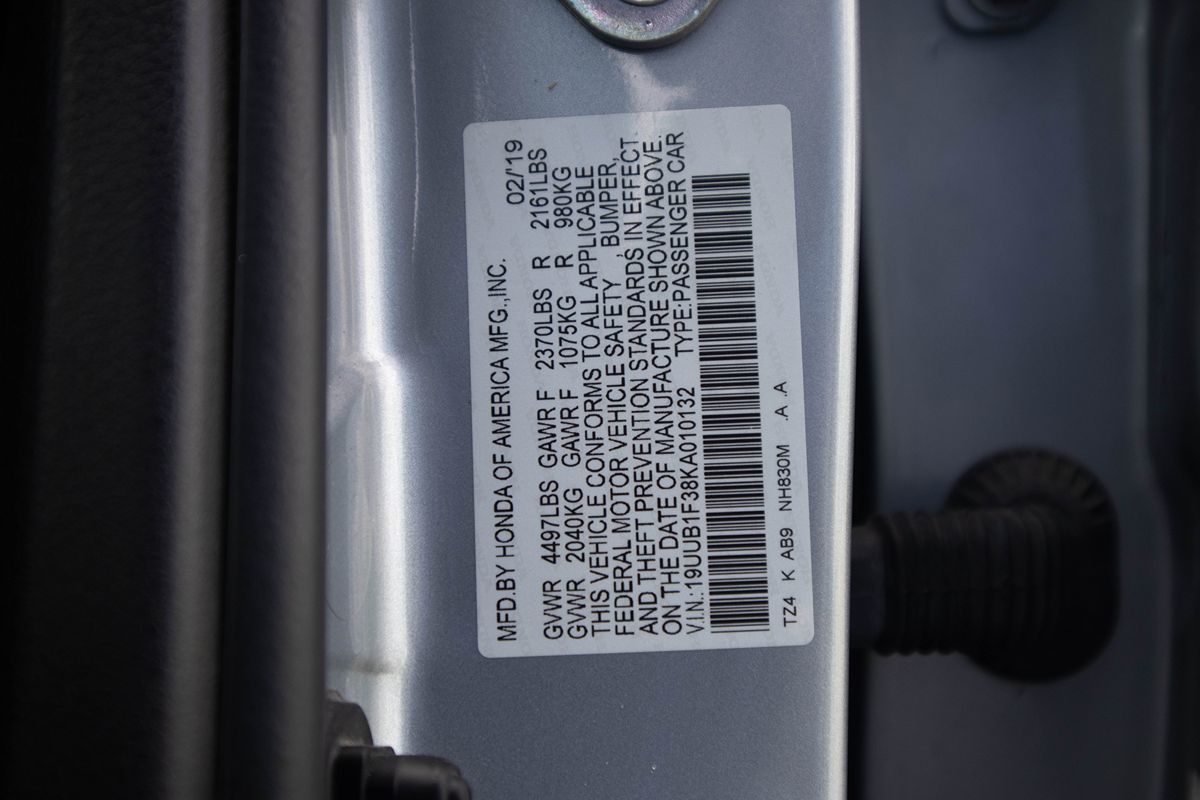 MFD.BY HONDA OF AMERICA MFG.,INC. 02/'19
GVWR 4497LBS GAWR F 2370LBS R 2161LBS
GVWR 2040KG GAWR F 1075KG R 980KG
THIS VEHICLE CONFORMS TO ALL APPLICABLE
FEDERAL MOTOR VEHICLE SAFETY , BUMPER,
AND THEFT PREVENTION STANDARDS IN EFFECT
ON THE DATE OF MANUFACTURE SHOWN ABOVE.
V.I.N.:19UUB1F38KA010132 TYPE:PASSENGER CAR
TZ4 K AB9 NH830M .A .A